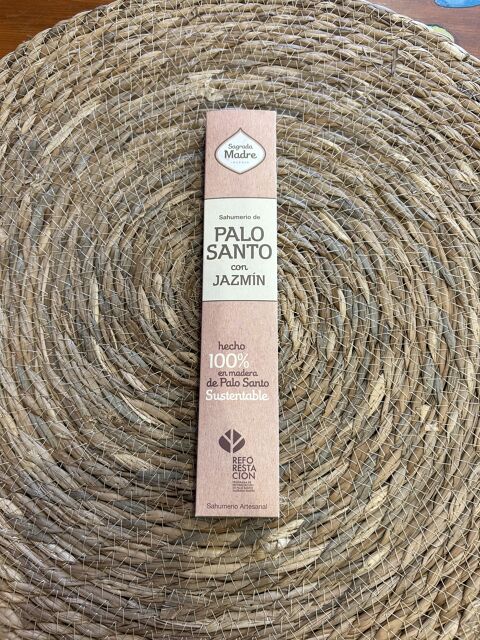 Sagrada
Madre
Sahumerio de
PALO
SANTO
con
JAZMÍN
hecho
100%
en madera
de Palo Santo
Sustentable
REFO
RESTA
CIÓN
Sahumerio Artesanal